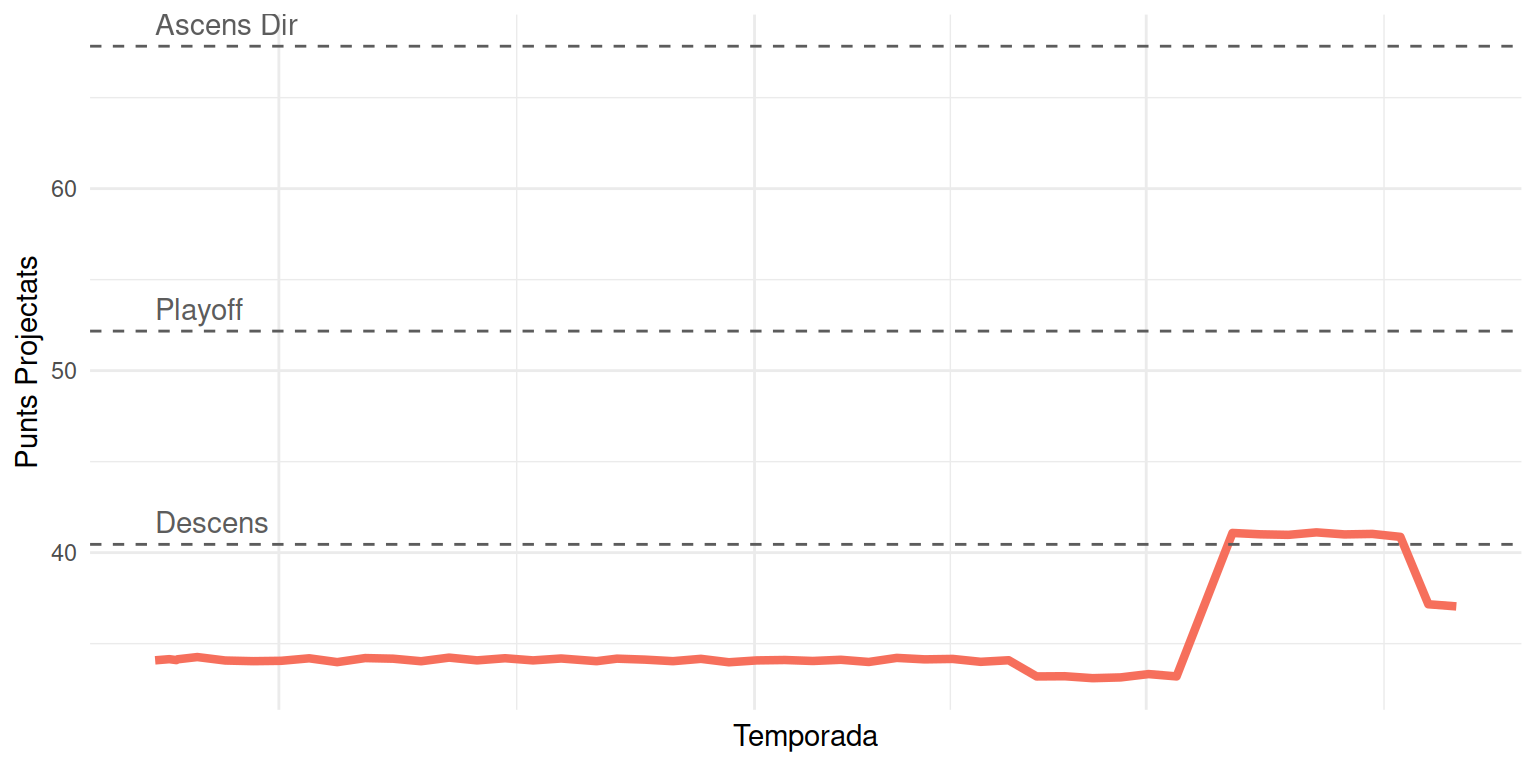 Ascens Dir
60
Playoff
50
Descens
40
Punts Projectats
Temporada